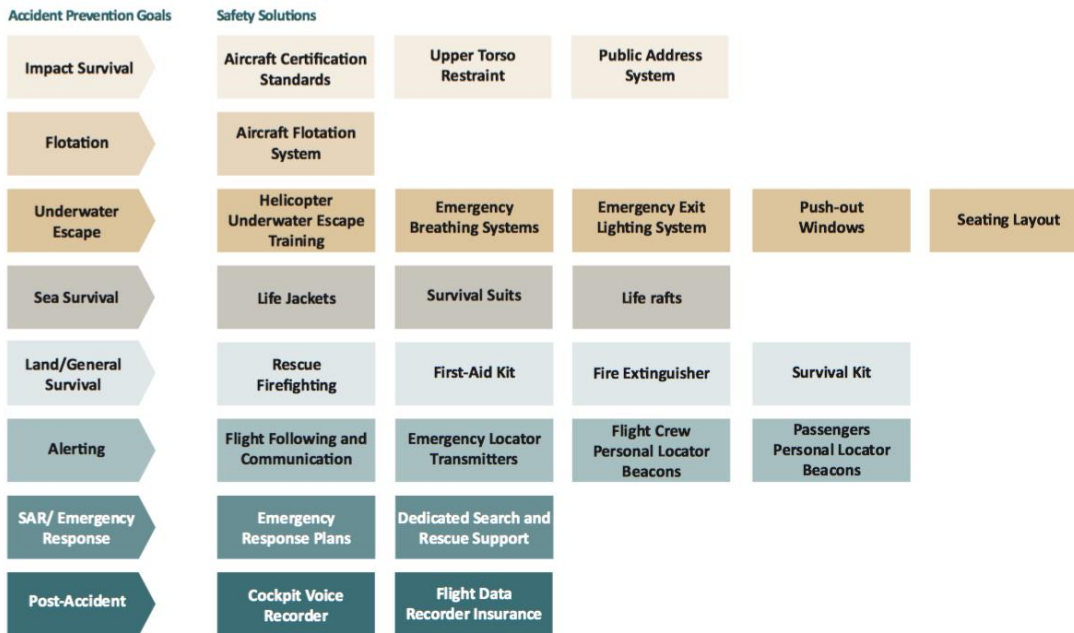 Accident Prevention Goals
Safety Solutions
Impact Survival
Aircraft Certification
Standards
Upper Torso
Restraint
Public Address
System
Flotation
Aircraft Flotation
System
Underwater
Escape
Helicopter
Underwater Escape
Training
Emergency
Breathing Systems
Emergency Exit
Lighting System
Push-out
Windows
Seating Layout
Sea Survival
Life Jackets
Survival Suits
Life rafts
Land/General
Survival
Rescue
Firefighting
First-Aid Kit
Fire Extinguisher
Survival Kit
Alerting
Flight Following and
Communication
Emergency Locator
Transmitters
Flight Crew
Personal Locator
Beacons
Passengers
Personal Locator
Beacons
SAR/ Emergency
Response
Emergency
Response Plans
Dedicated Search and
Rescue Support
Post-Accident
Cockpit Voice
Recorder
Flight Data
Recorder Insurance